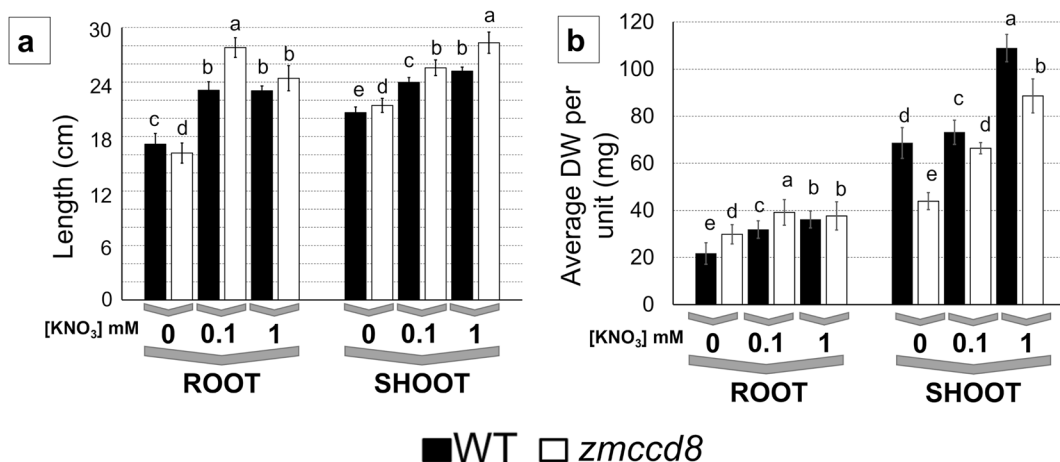 a
Length (cm)
30
24
18
12
6
0
c d b a b b e d c b b a
[KNO₃] mM 0 0.1 1 0 0.1 1
ROOT SHOOT
b
Average DW per
unit (mg)
120
100
80
60
40
20
0
e d c a b b d e c d a b
[KNO₃] mM 0 0.1 1 0 0.1 1
ROOT SHOOT
WT zmccd8